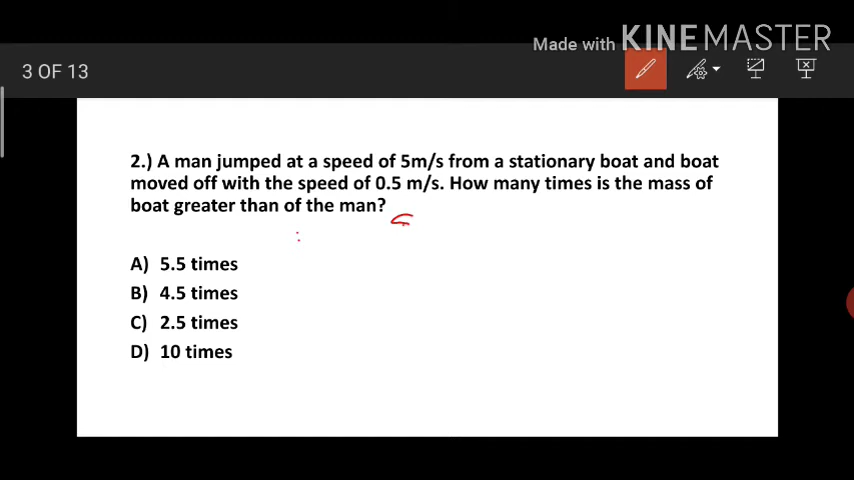 Made with KINEMASTER
3 OF 13
2.) A man jumped at a speed of 5m/s from a stationary boat and boat
moved off with the speed of 0.5 m/s. How many times is the mass of
boat greater than of the man?
A) 5.5 times
B) 4.5 times
C) 2.5 times
D) 10 times